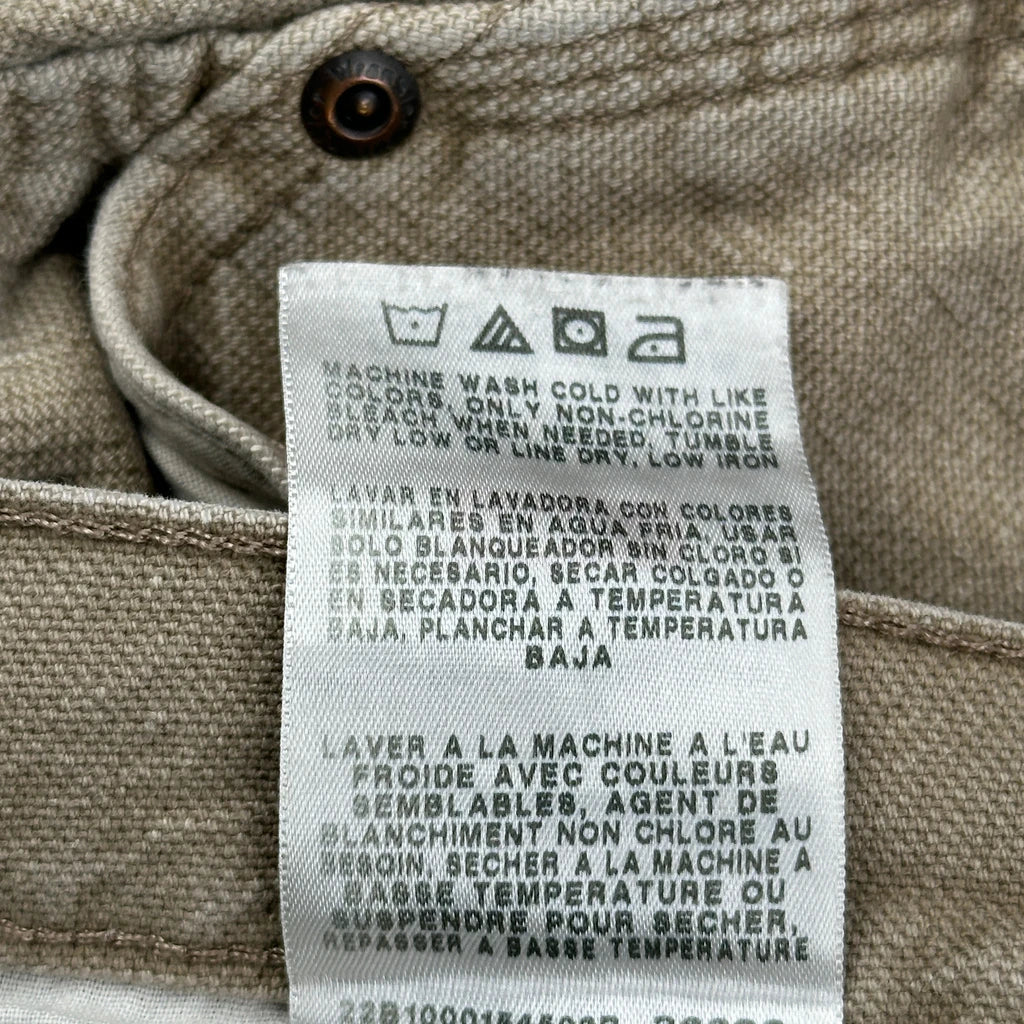 MACHINE WASH COLD WITH LIKE
COLORS, ONLY NON-CHLORINE
BLEACH, WHEN NEEDED, TUMBLE
DRY LOW OR LINE DRY, LOW IRON
LAVAR EN LAVADORA CON COLORES
SIMILARES EN AGUA FRIA, USAR
SOLO BLANQUEADOR SIN CLORO SI
ES NECESARIO, SECAR COLGADO O
EN SECADORA A TEMPERATURA
BAJA, PLANCHAR A TEMPERATURA
BAJA
LAVER A LA MACHINE A L'EAU
FROIDE AVEC COULEURS
SEMBLABLES, AGENT DE
BLANCHIMENT NON CHLORE AU
BESOIN, SECHER A LA MACHINE A
BASSE TEMPERATURE OU
SUSPENDRE POUR SECHER,
REPASSER A BASSE TEMPERATURE